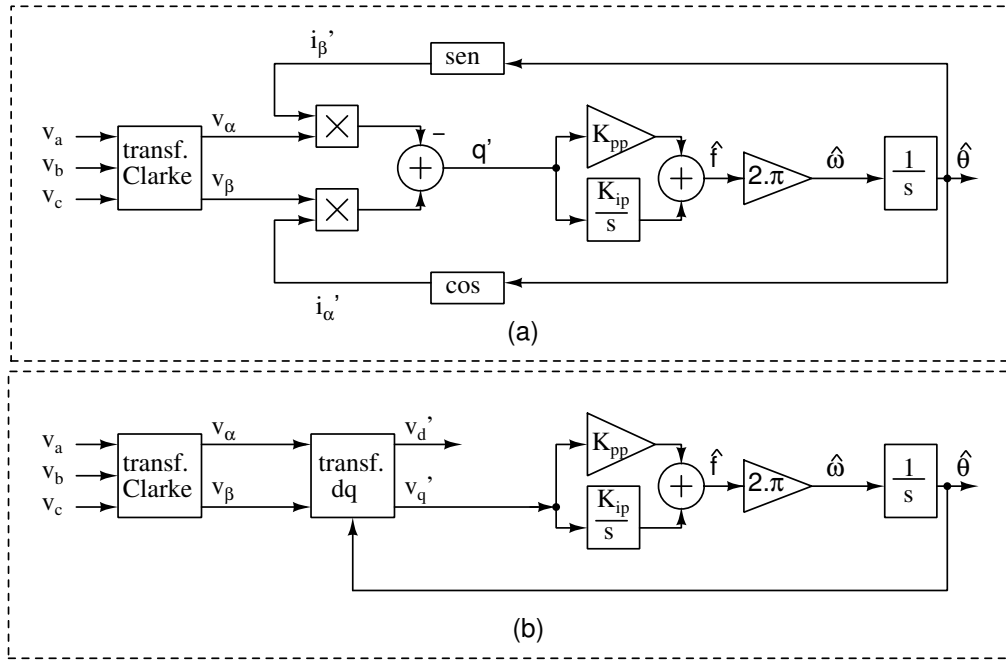 i_β' sen
v_a v_α
v_b transf. Clarke
v_c v_β
× − + × q' K_pp K_ip/s + f̂ 2.π ω̂ 1/s θ̂
cos
i_α'
(a)
v_a v_α v_d'
v_b transf. Clarke transf. dq
v_c v_β v_q'
K_pp K_ip/s + f̂ 2.π ω̂ 1/s θ̂
(b)